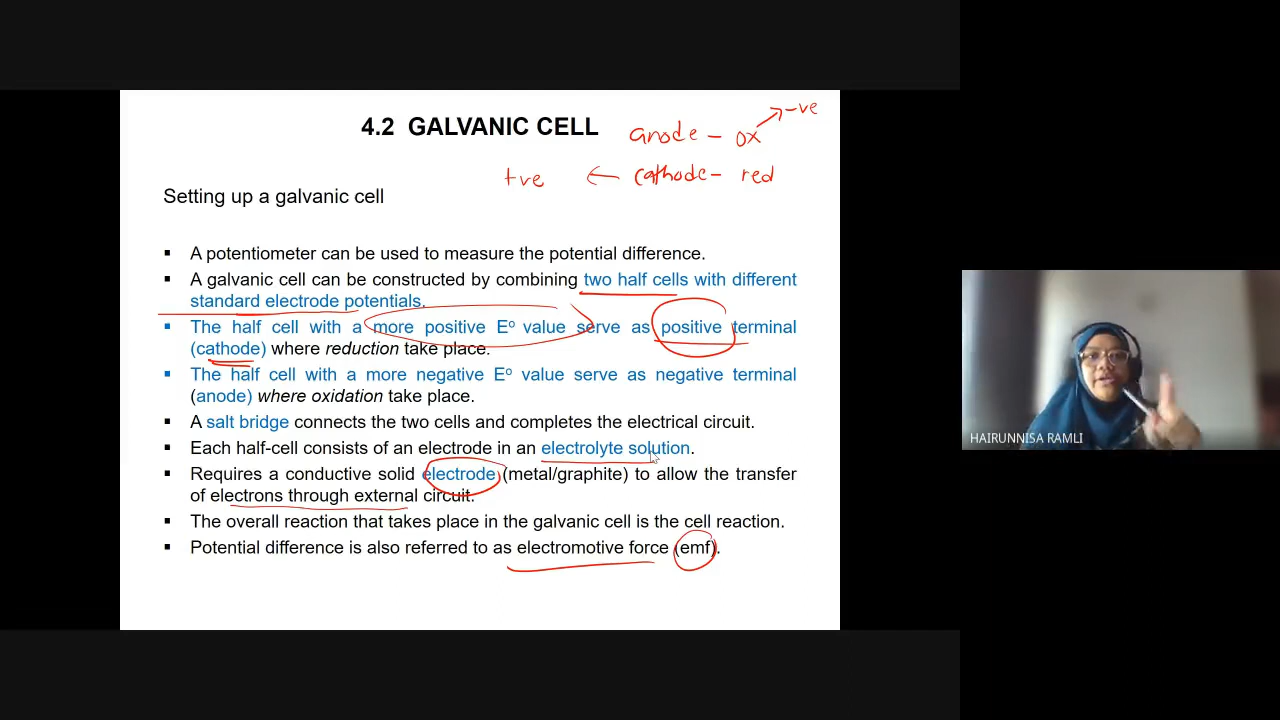 4.2 GALVANIC CELL
anode – ox → -ve
+ve ← cathode – red
Setting up a galvanic cell
▪ A potentiometer can be used to measure the potential difference.
▪ A galvanic cell can be constructed by combining two half cells with different
standard electrode potentials.
▪ The half cell with a more positive Eº value serve as positive terminal
(cathode) where reduction take place.
▪ The half cell with a more negative Eº value serve as negative terminal
(anode) where oxidation take place.
▪ A salt bridge connects the two cells and completes the electrical circuit.
▪ Each half-cell consists of an electrode in an electrolyte solution.
▪ Requires a conductive solid electrode (metal/graphite) to allow the transfer
of electrons through external circuit.
▪ The overall reaction that takes place in the galvanic cell is the cell reaction.
▪ Potential difference is also referred to as electromotive force (emf).
HAIRUNNISA RAMLI